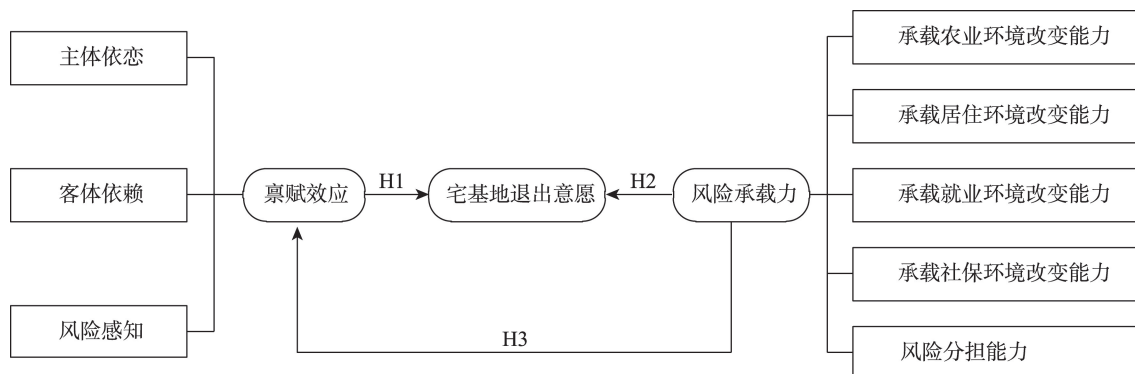 主体依恋
客体依赖
风险感知
禀赋效应
H1
宅基地退出意愿
H2
风险承载力
H3
承载农业环境改变能力
承载居住环境改变能力
承载就业环境改变能力
承载社保环境改变能力
风险分担能力